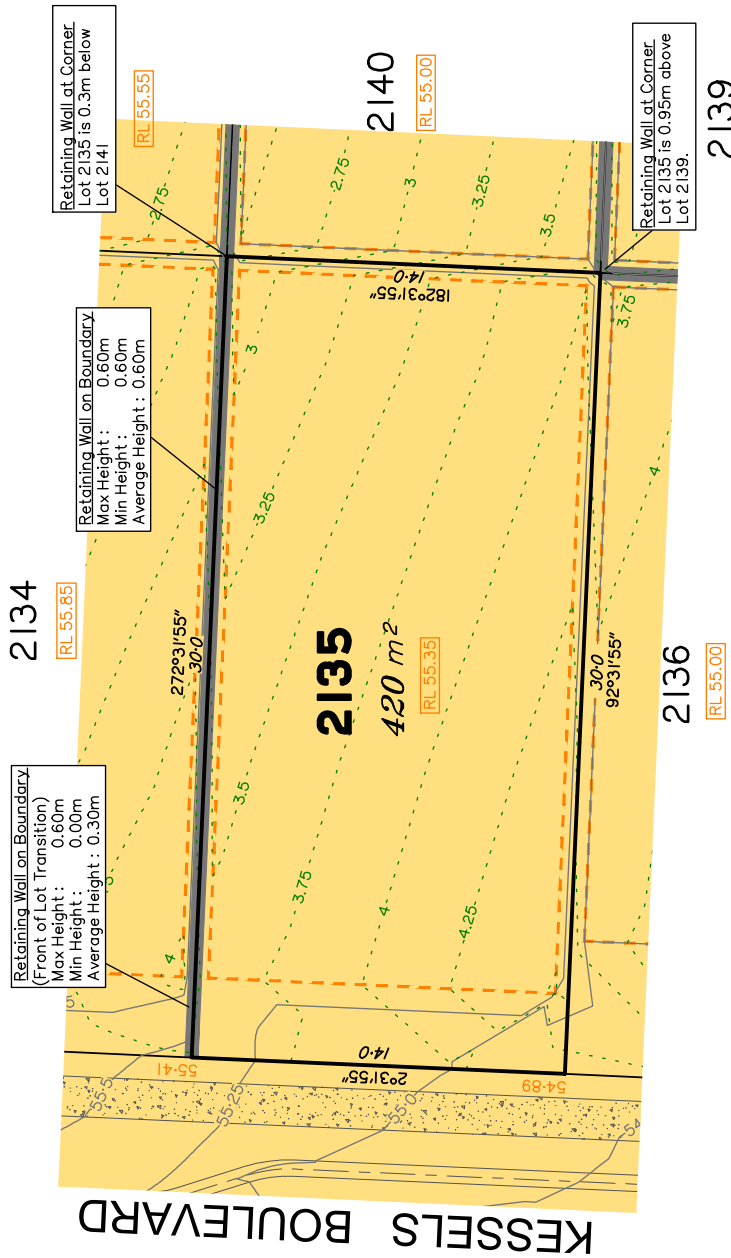 Retaining Wall at Corner
Lot 2135 is 0.3m below
Lot 2141
RL 55.55
2140
RL 55.00
Retaining Wall at Corner
Lot 2135 is 0.95m above
Lot 2139.
2139
2.75
2.75
3
3.25
3.5
3.75
182°31'55"
14·0
Retaining Wall on Boundary
Max Height : 0.60m
Min Height : 0.60m
Average Height : 0.60m
3
3.25
4
2134
RL 55.85
272°31'55"
30·0
2135
420 m²
RL 55.35
30·0
92°31'55"
2136
RL 55.00
Retaining Wall on Boundary
(Front of Lot Transition)
Max Height : 0.60m
Min Height : 0.00m
Average Height : 0.30m
3.5
3.75
4
4.25
4
55·41
14·0
2°31'55"
54·89
55·5
55·25
55·0
54
KESSELS BOULEVARD